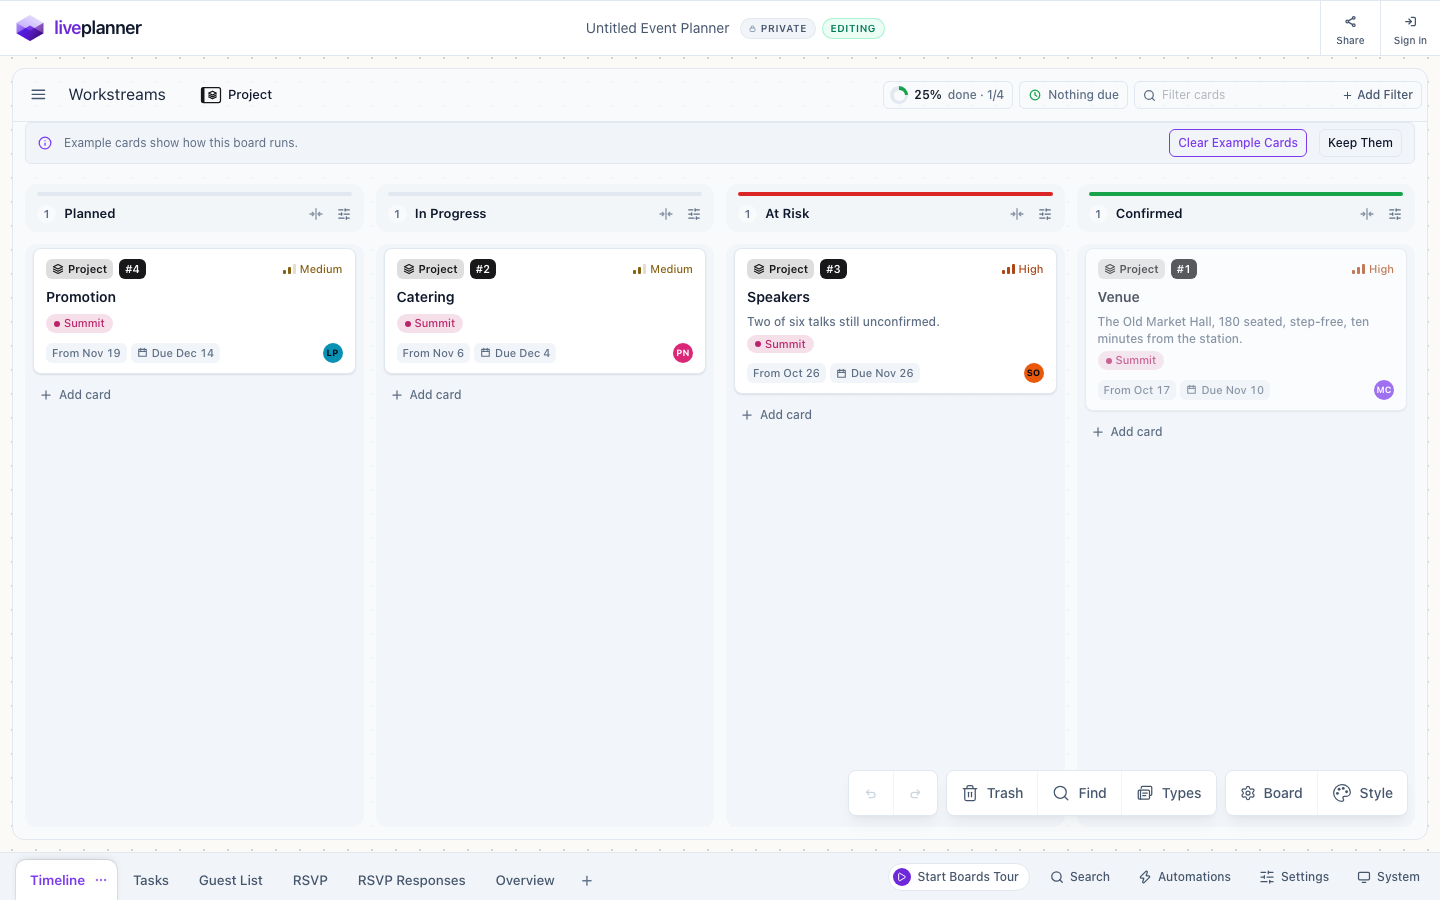 liveplanner
Untitled Event Planner
PRIVATE
EDITING
Share
Sign in
Workstreams
Project
25% done · 1/4
Nothing due
Filter cards
+ Add Filter
Example cards show how this board runs.
Clear Example Cards
Keep Them
1 Planned
1 In Progress
1 At Risk
1 Confirmed
Project #4 Medium
Promotion
Summit
From Nov 19 Due Dec 14 LP
+ Add card
Project #2 Medium
Catering
Summit
From Nov 6 Due Dec 4 PN
+ Add card
Project #3 High
Speakers
Two of six talks still unconfirmed.
Summit
From Oct 26 Due Nov 26 SO
+ Add card
Project #1 High
Venue
The Old Market Hall, 180 seated, step-free, ten
minutes from the station.
Summit
From Oct 17 Due Nov 10 MC
+ Add card
Trash
Find
Types
Board
Style
Timeline ···
Tasks
Guest List
RSVP
RSVP Responses
Overview
+
Start Boards Tour
Search
Automations
Settings
System